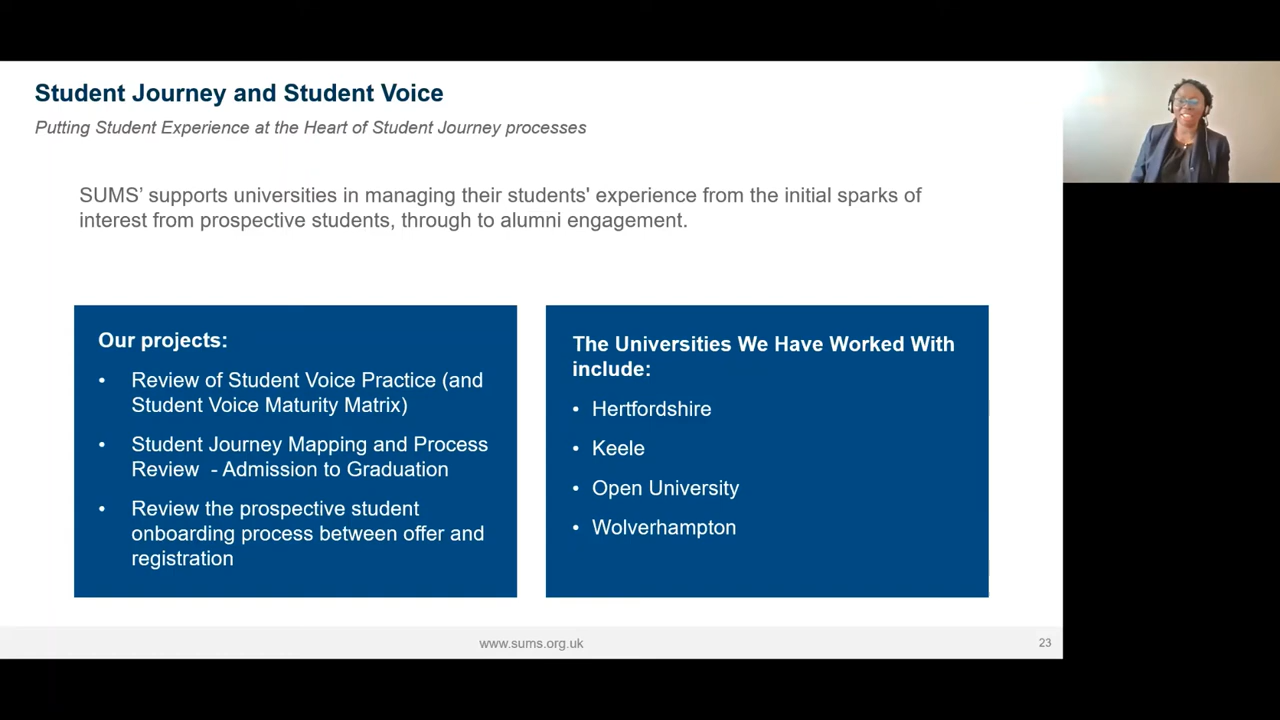 Student Journey and Student Voice
Putting Student Experience at the Heart of Student Journey processes
SUMS’ supports universities in managing their students' experience from the initial sparks of
interest from prospective students, through to alumni engagement.
Our projects:
• Review of Student Voice Practice (and
Student Voice Maturity Matrix)
• Student Journey Mapping and Process
Review - Admission to Graduation
• Review the prospective student
onboarding process between offer and
registration
The Universities We Have Worked With
include:
• Hertfordshire
• Keele
• Open University
• Wolverhampton
www.sums.org.uk
23